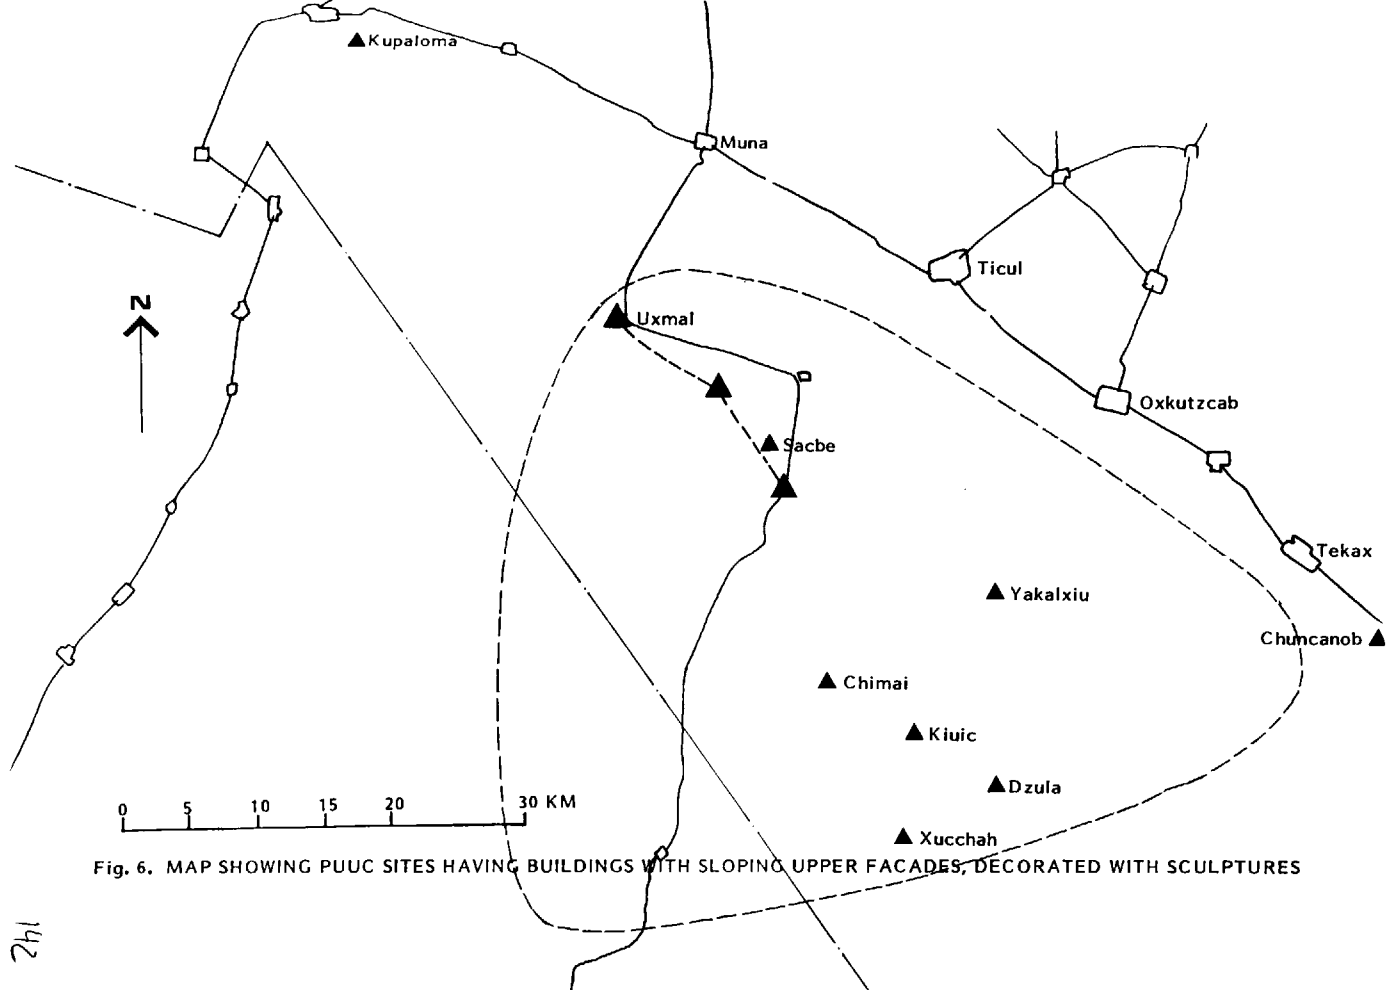 Kupaloma
Muna
Ticul
N
Uxmal
Oxkutzcab
Sacbe
Tekax
Yakalxiu
Chuncanob
Chimai
Kiuic
Dzula
0 5 10 15 20 30 KM
Xucchah
Fig. 6. MAP SHOWING PUUC SITES HAVING BUILDINGS WITH SLOPING UPPER FACADES, DECORATED WITH SCULPTURES
142